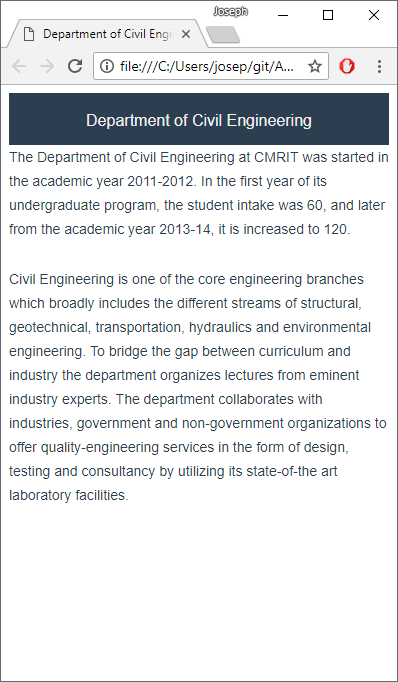 Joseph
Department of Civil Engi
file:///C:/Users/josep/git/A...
Department of Civil Engineering
The Department of Civil Engineering at CMRIT was started in
the academic year 2011-2012. In the first year of its
undergraduate program, the student intake was 60, and later
from the academic year 2013-14, it is increased to 120.
Civil Engineering is one of the core engineering branches
which broadly includes the different streams of structural,
geotechnical, transportation, hydraulics and environmental
engineering. To bridge the gap between curriculum and
industry the department organizes lectures from eminent
industry experts. The department collaborates with
industries, government and non-government organizations to
offer quality-engineering services in the form of design,
testing and consultancy by utilizing its state-of-the art
laboratory facilities.